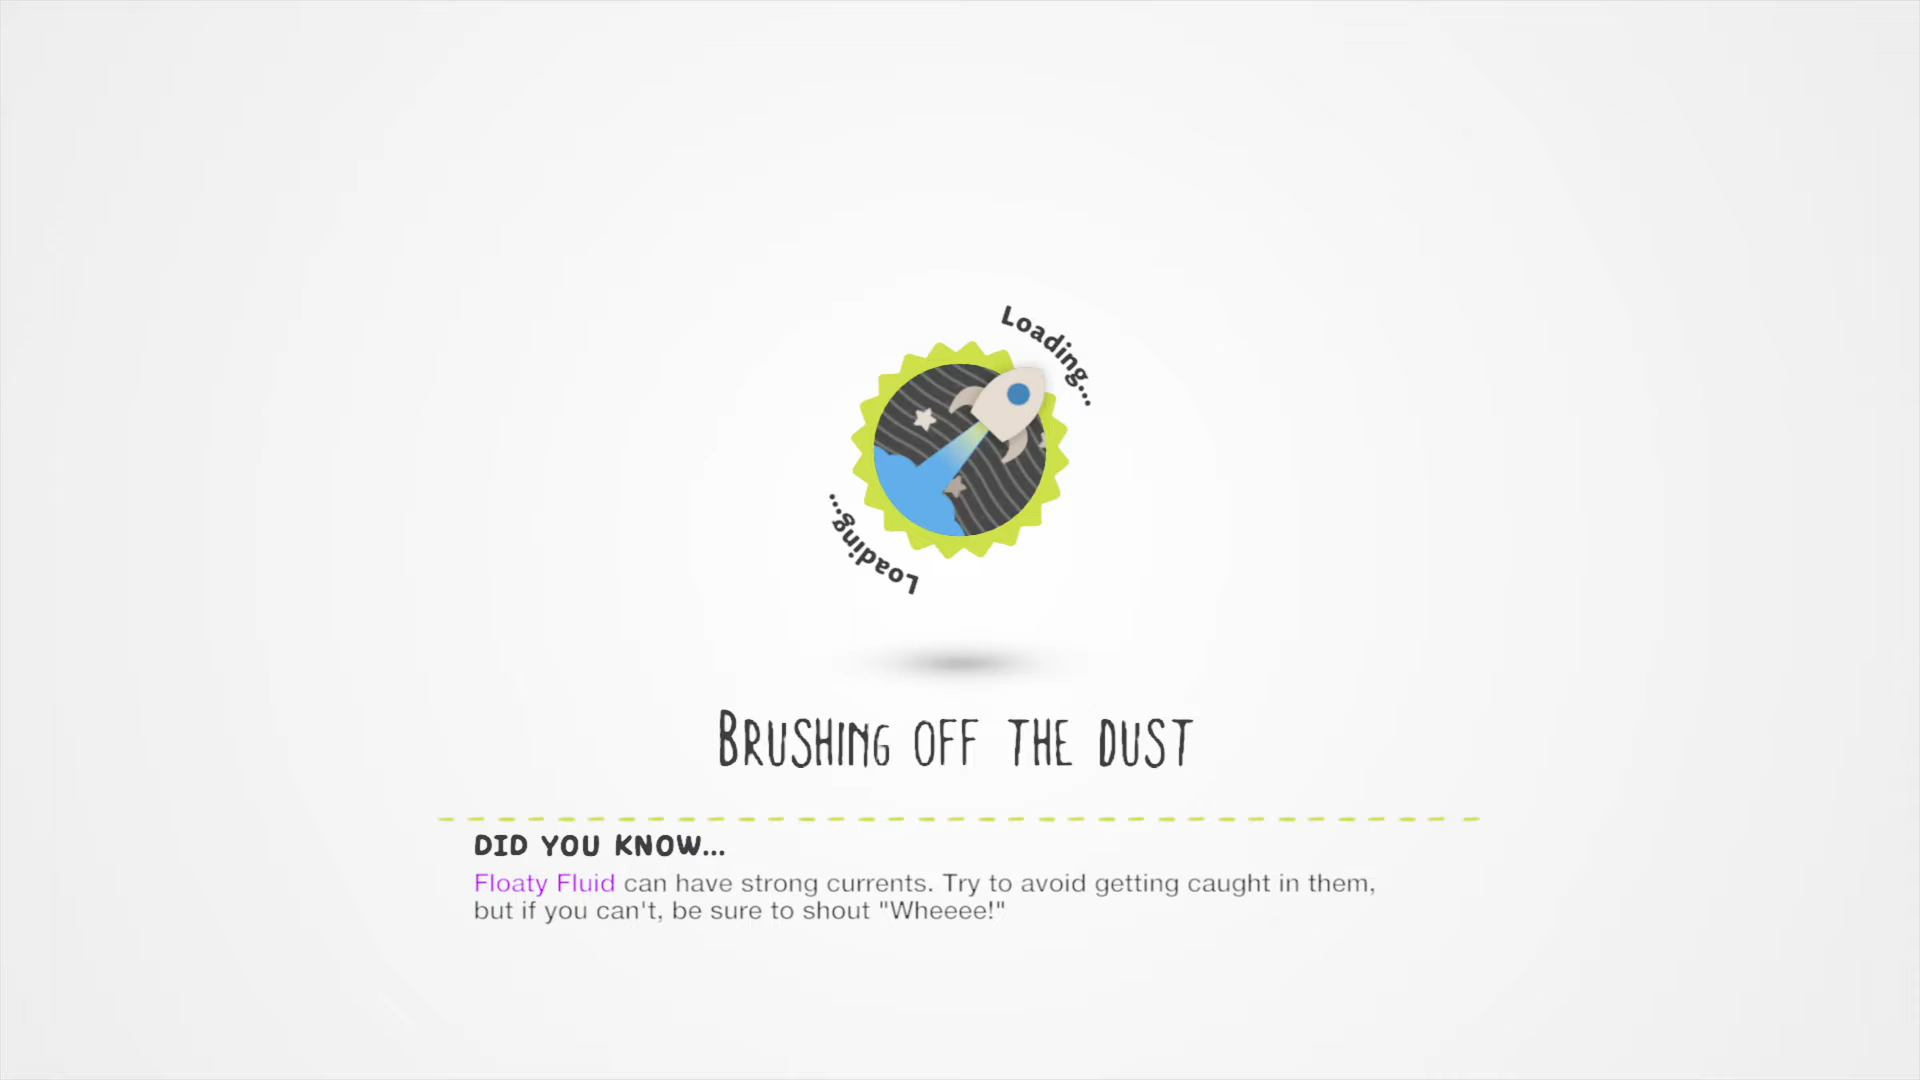 Loading...
Loading...
BRUSHING OFF THE DUST
DID YOU KNOW...
Floaty Fluid can have strong currents. Try to avoid getting caught in them,
but if you can't, be sure to shout "Wheeee!"